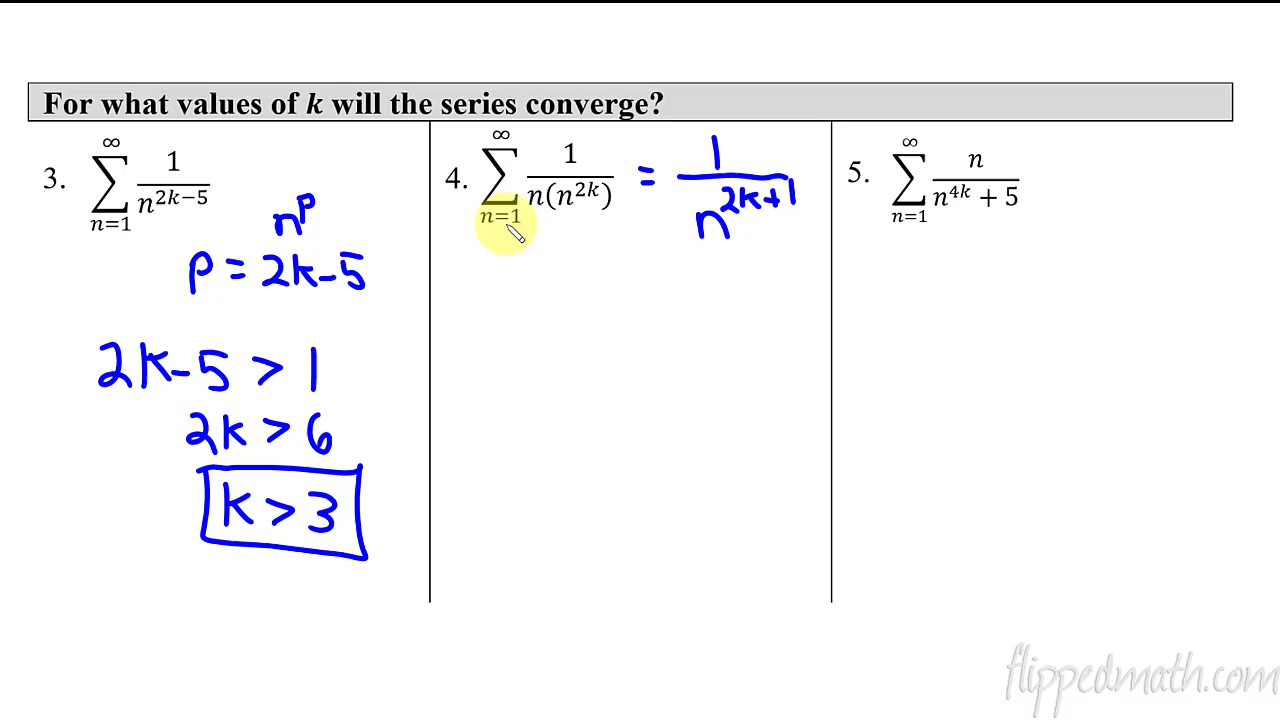 For what values of k will the series converge?
3. ∑_{n=1}^{∞} 1/n^{2k−5}
n^p
p = 2k−5
2k−5 > 1
2k > 6
k > 3
4. ∑_{n=1}^{∞} 1/(n(n^{2k})) = 1/n^{2k+1}
5. ∑_{n=1}^{∞} n/(n^{4k} + 5)
flippedmath.com